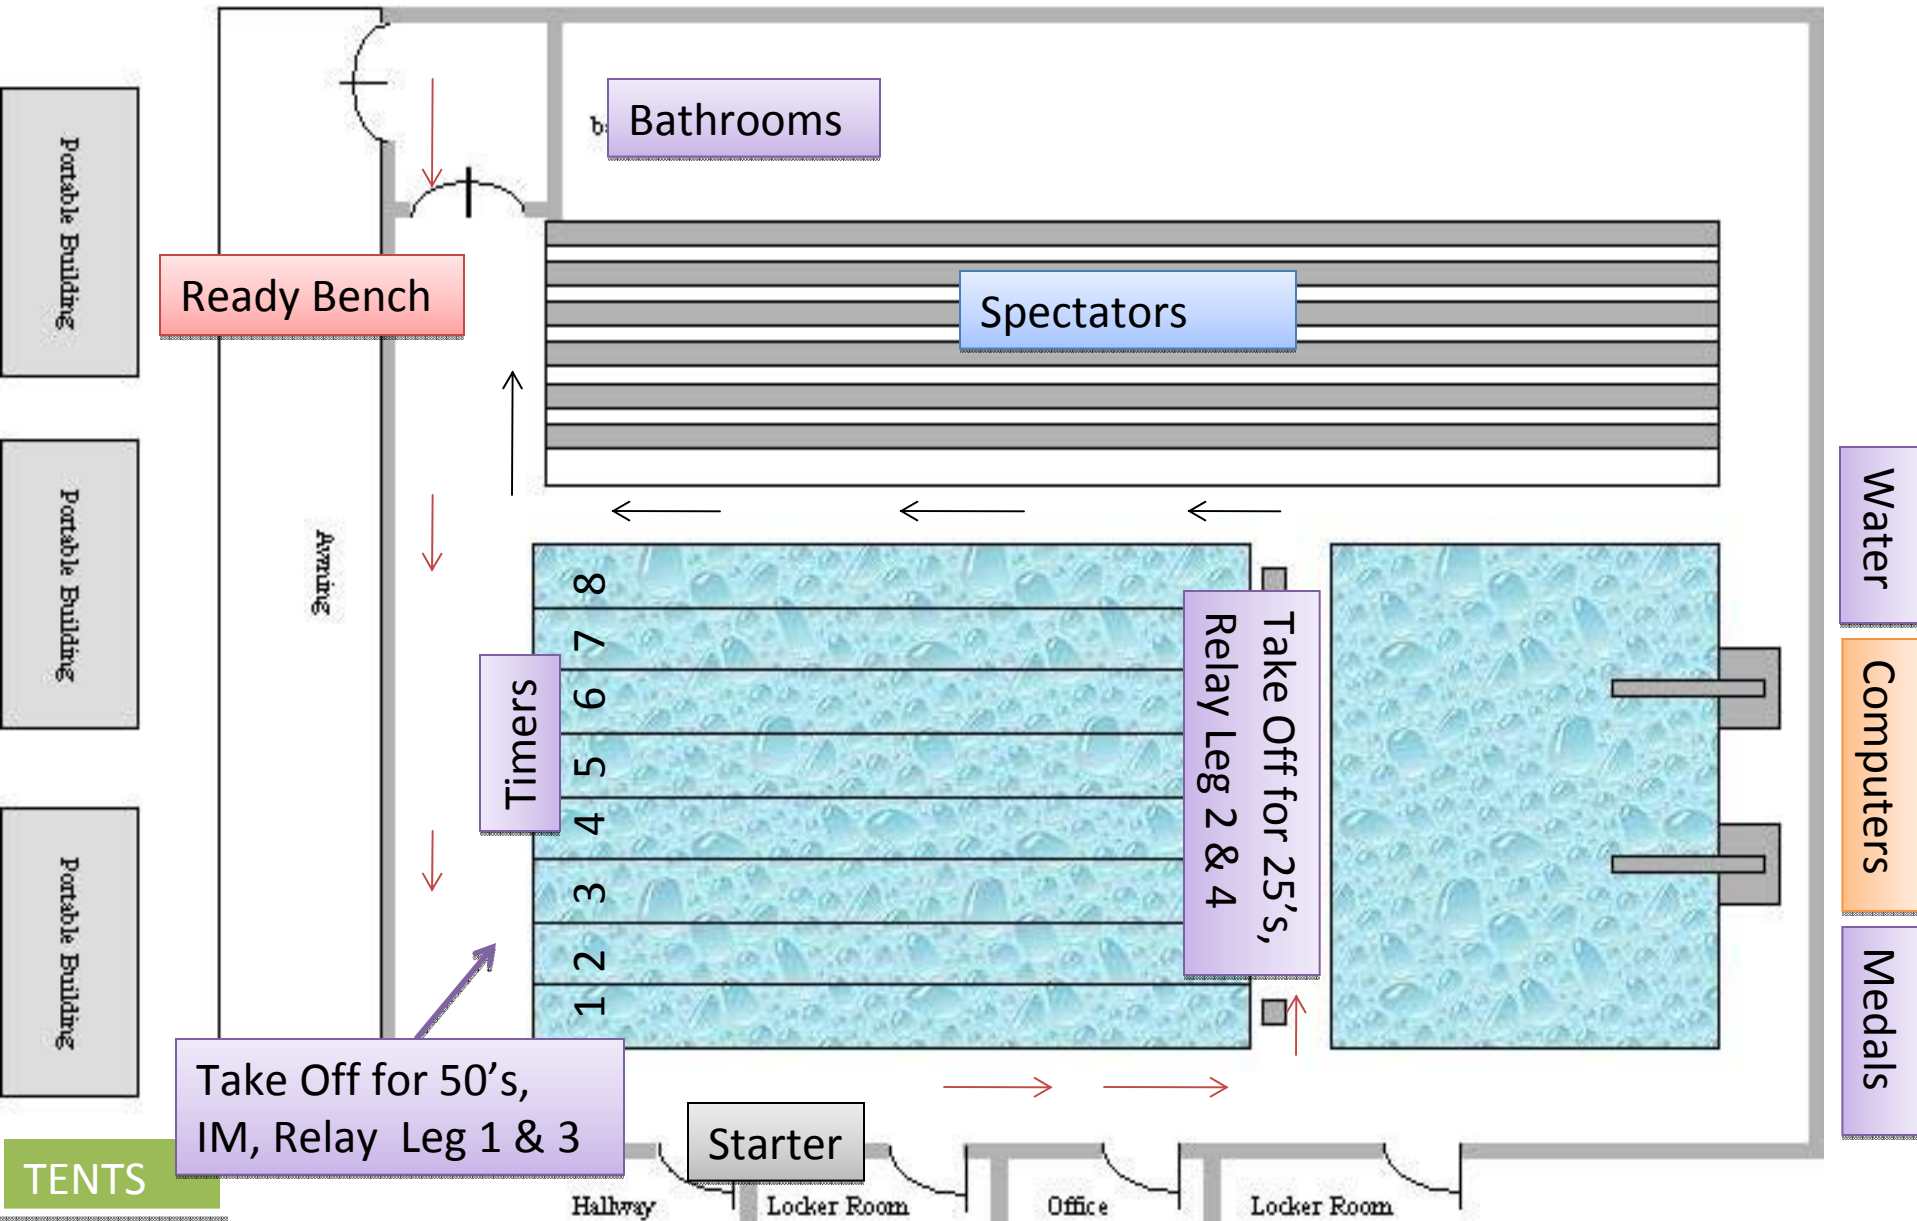 Bathrooms
Portable Building
Ready Bench
Spectators
Portable Building
Awning
Water
8
7
6
5
4
3
2
1
Timers
Take Off for 25's,
Relay Leg 2 & 4
Computers
Portable Building
Medals
Take Off for 50's,
IM, Relay Leg 1 & 3
Starter
TENTS
Hallway
Locker Room
Office
Locker Room